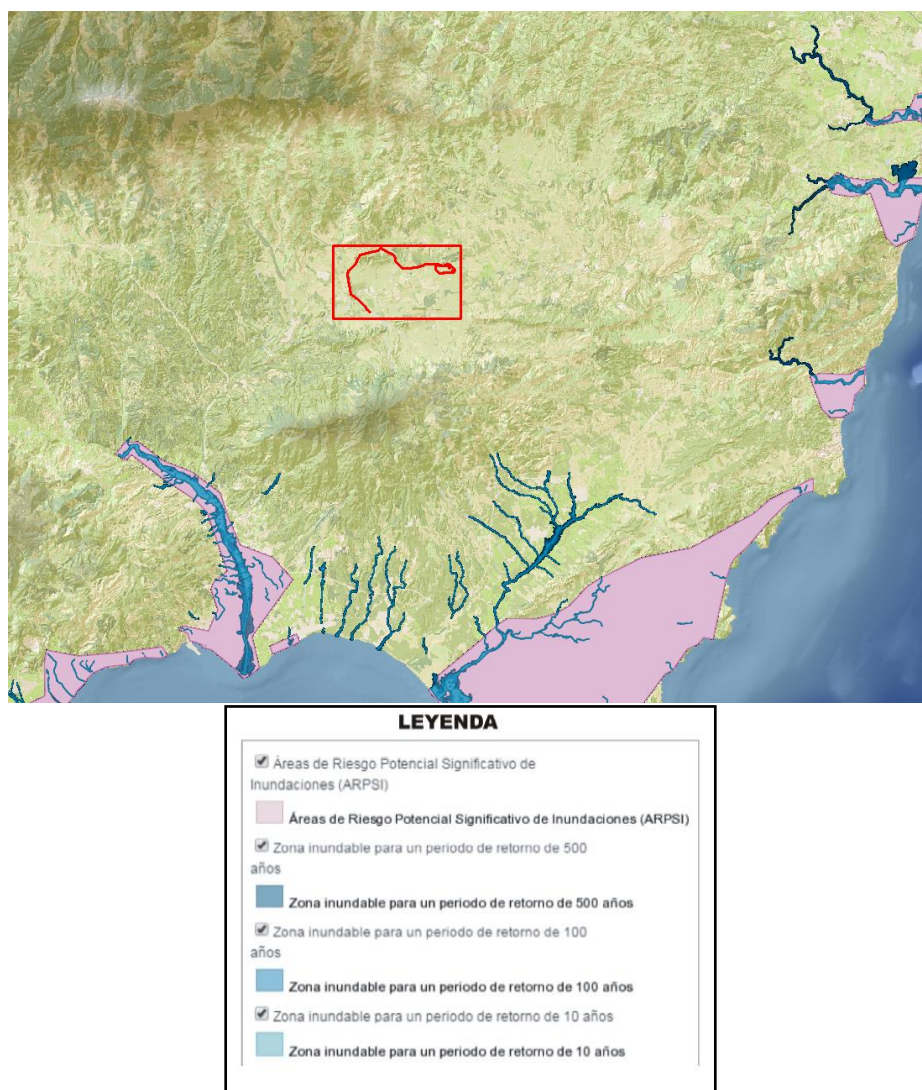 LEYENDA
Áreas de Riesgo Potencial Significativo de
Inundaciones (ARPSI)
Áreas de Riesgo Potencial Significativo de Inundaciones (ARPSI)
Zona inundable para un periodo de retorno de 500
años
Zona inundable para un periodo de retorno de 500 años
Zona inundable para un periodo de retorno de 100
años
Zona inundable para un periodo de retorno de 100 años
Zona inundable para un periodo de retorno de 10 años
Zona inundable para un periodo de retorno de 10 años